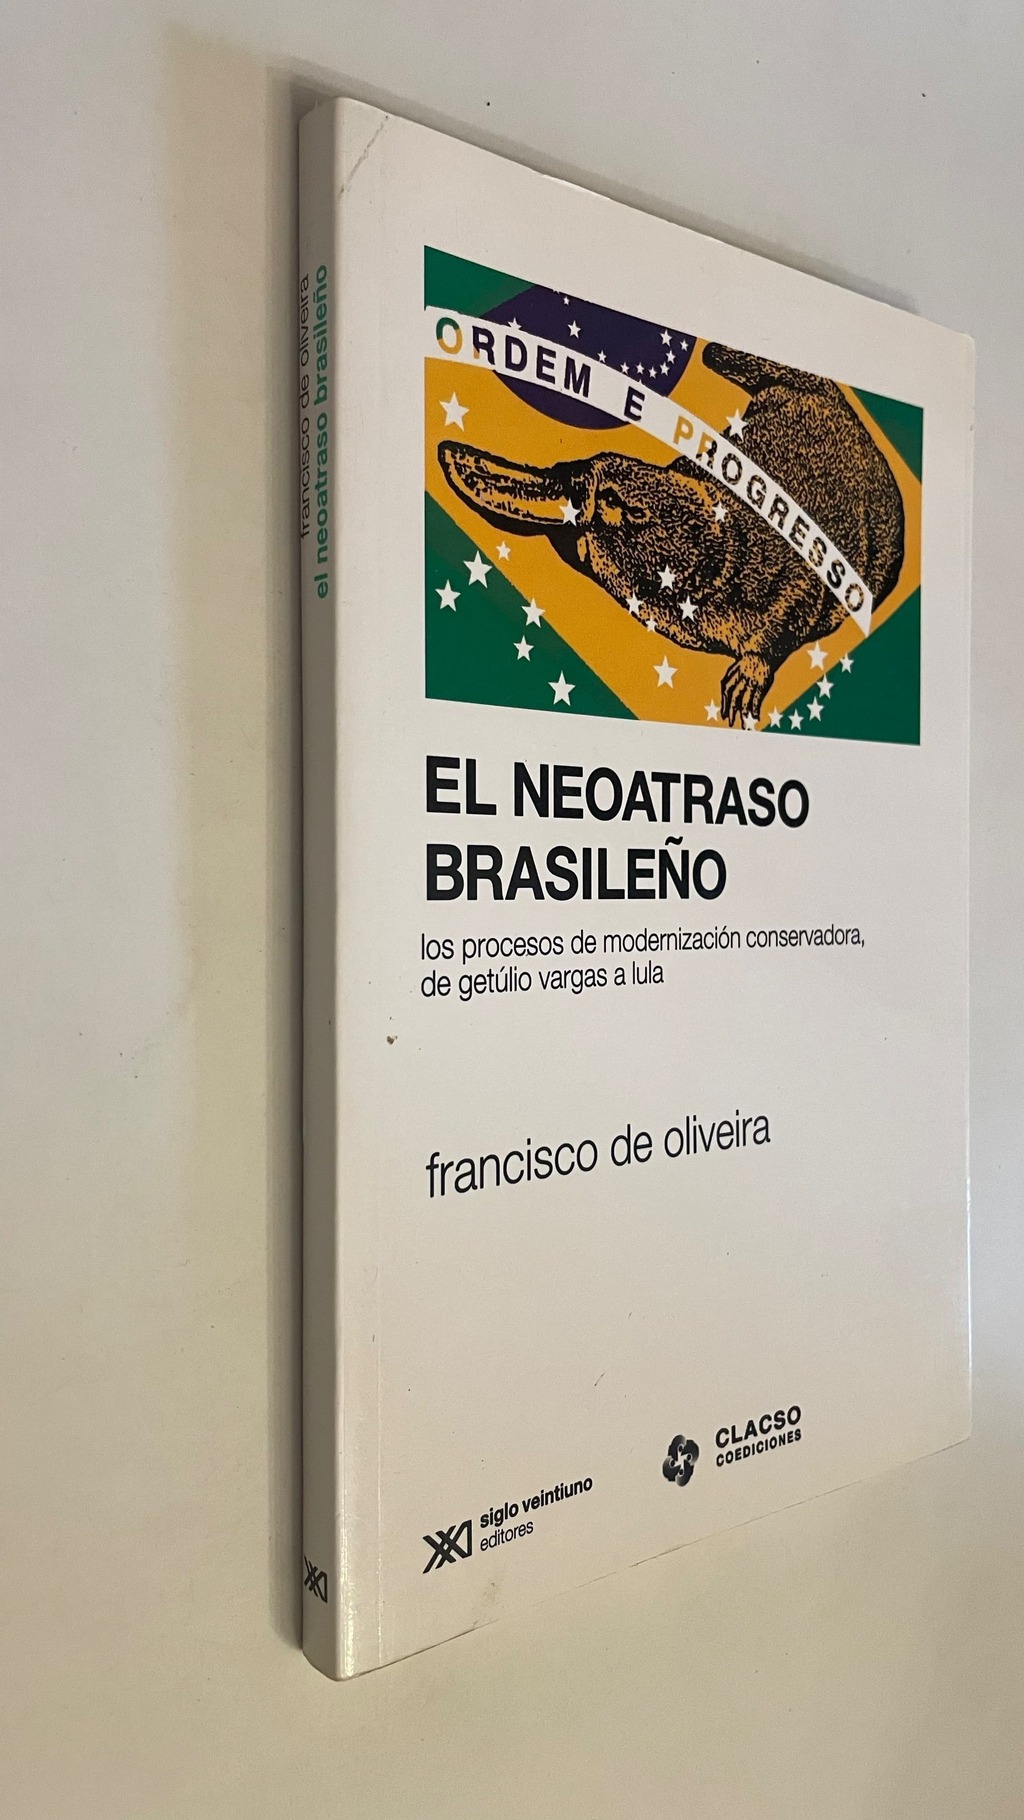 francisco de oliveira
el neoatraso brasileño
ORDEM E PROGRESSO
EL NEOATRASO
BRASILEÑO
los procesos de modernización conservadora,
de getúlio vargas a lula
francisco de oliveira
siglo veintiuno
editores
CLACSO
COEDICIONES